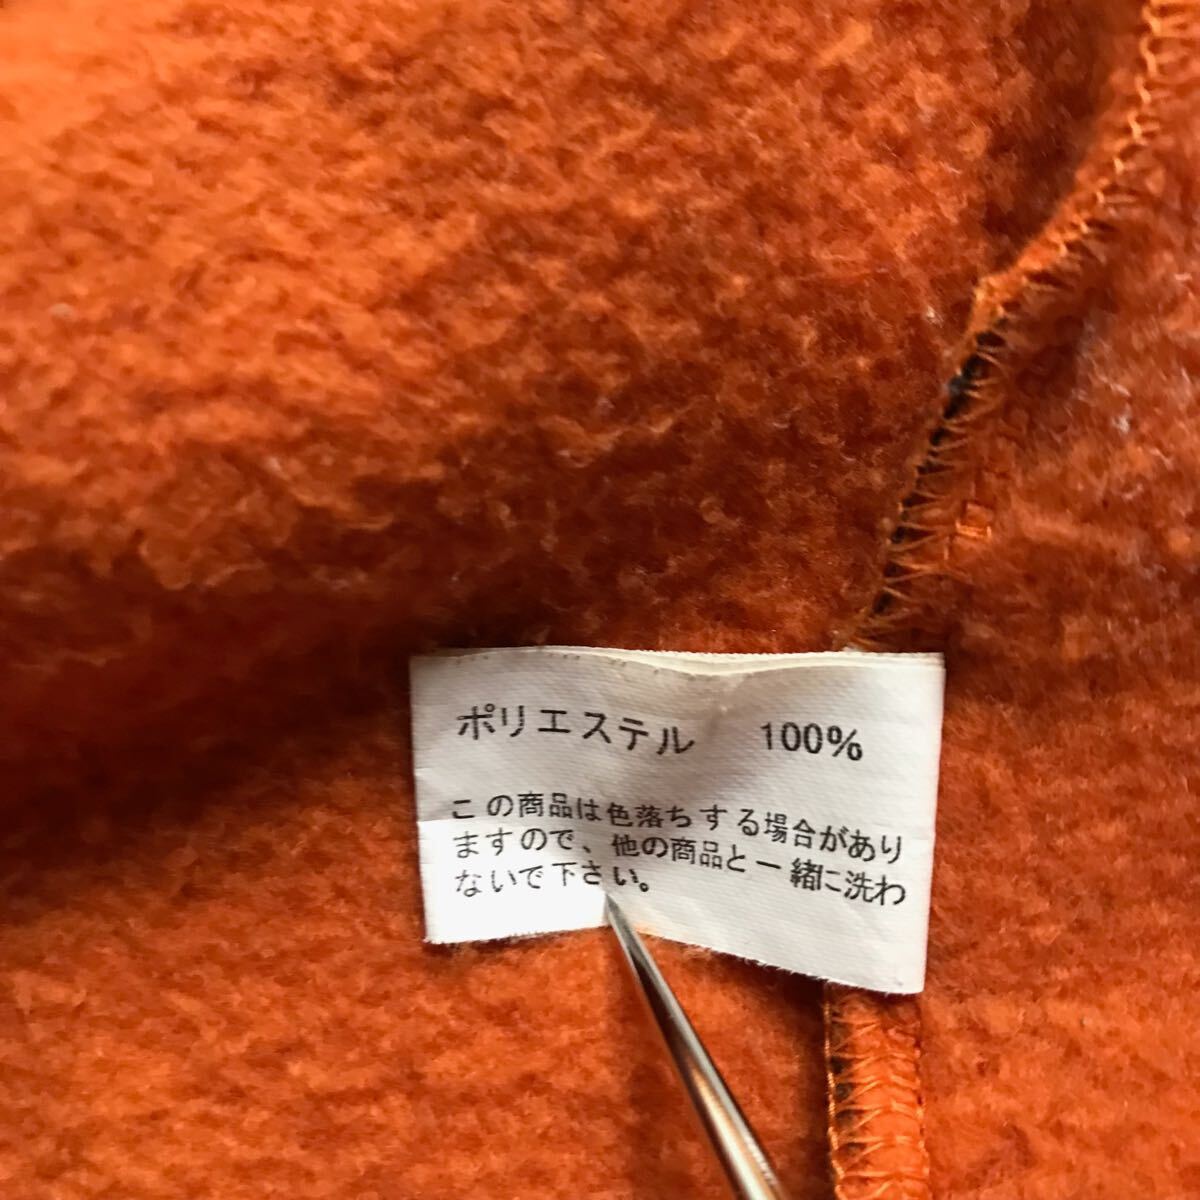 ポリエステル 100%
この商品は色落ちする場合があり
ますので、他の商品と一緒に洗わ
ないで下さい。